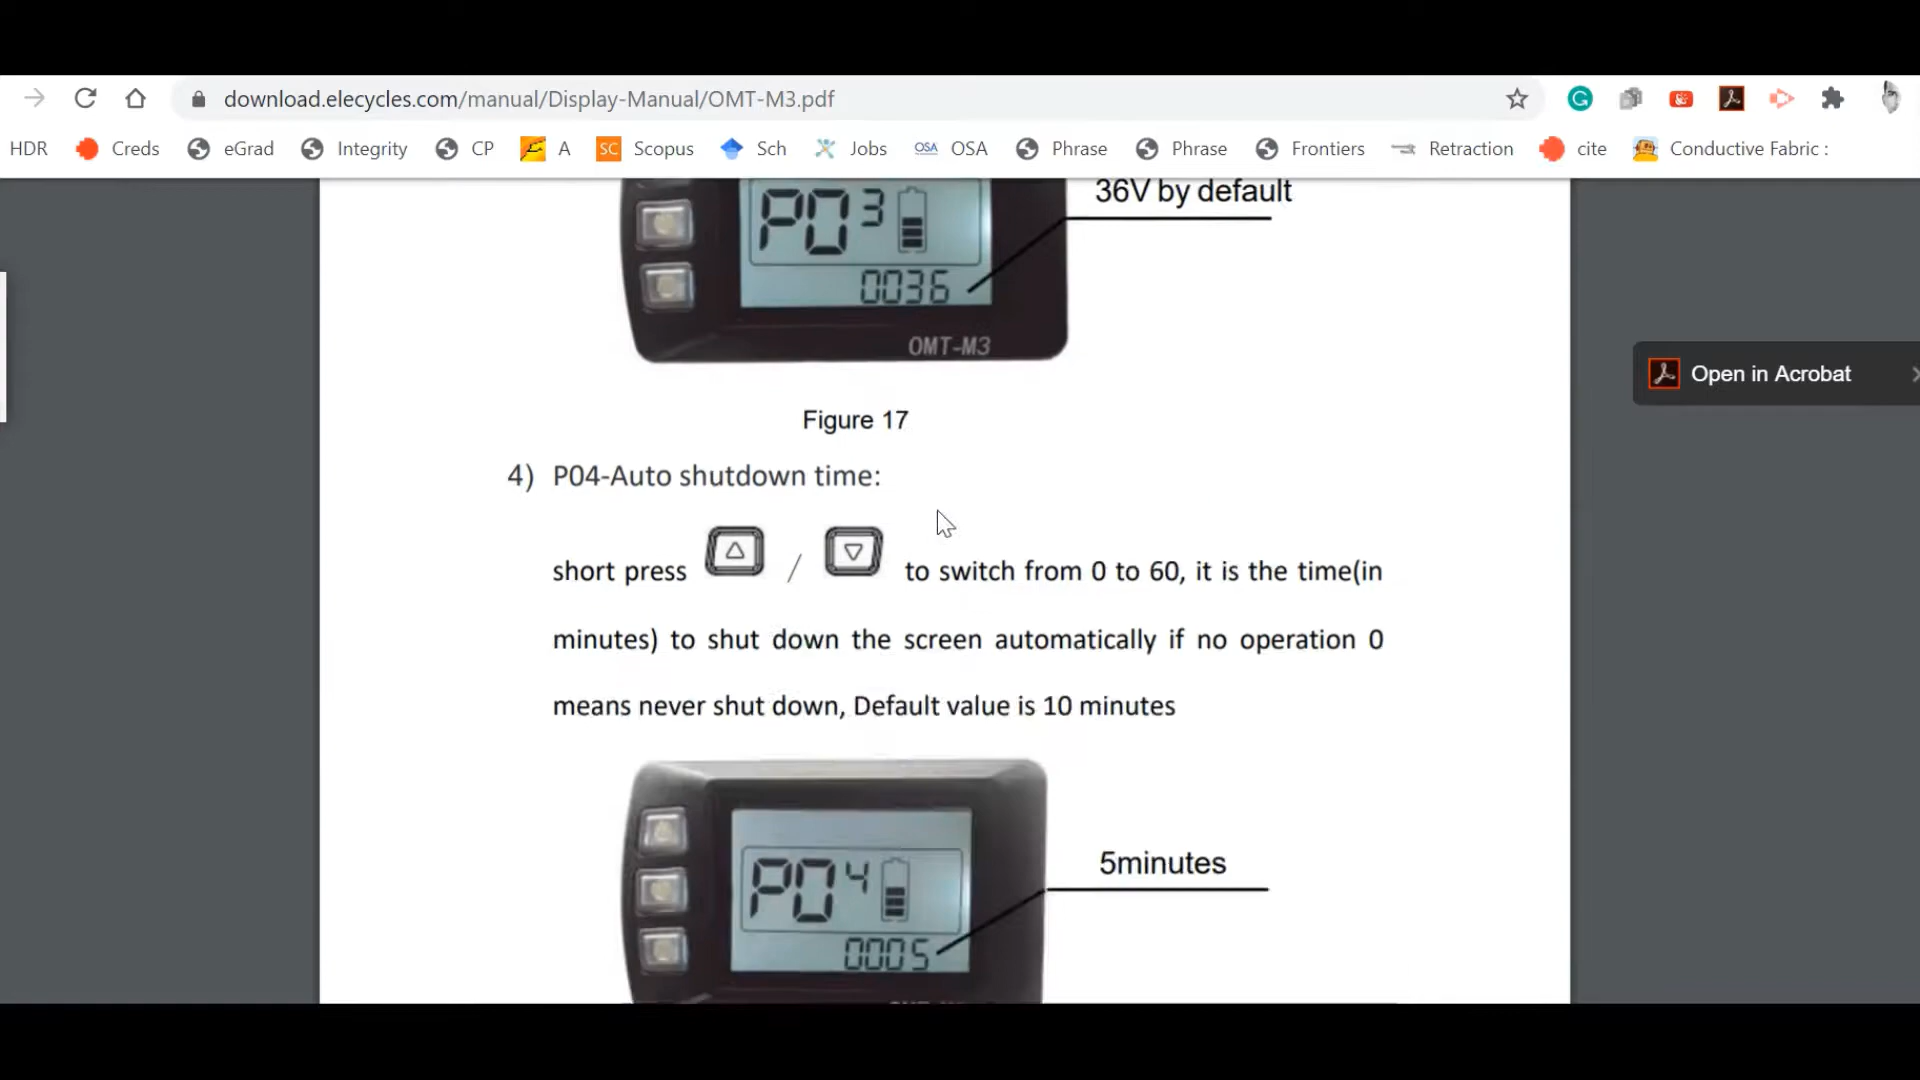 download.elecycles.com/manual/Display-Manual/OMT-M3.pdf
HDR Creds eGrad Integrity CP A SC Scopus Sch Jobs OSA OSA Phrase Phrase Frontiers Retraction cite Conductive Fabric :
36V by default
P03
0036
OMT-M3
Open in Acrobat
Figure 17
4) P04-Auto shutdown time:
short press / to switch from 0 to 60, it is the time(in
minutes) to shut down the screen automatically if no operation 0
means never shut down, Default value is 10 minutes
5minutes
P04
0005